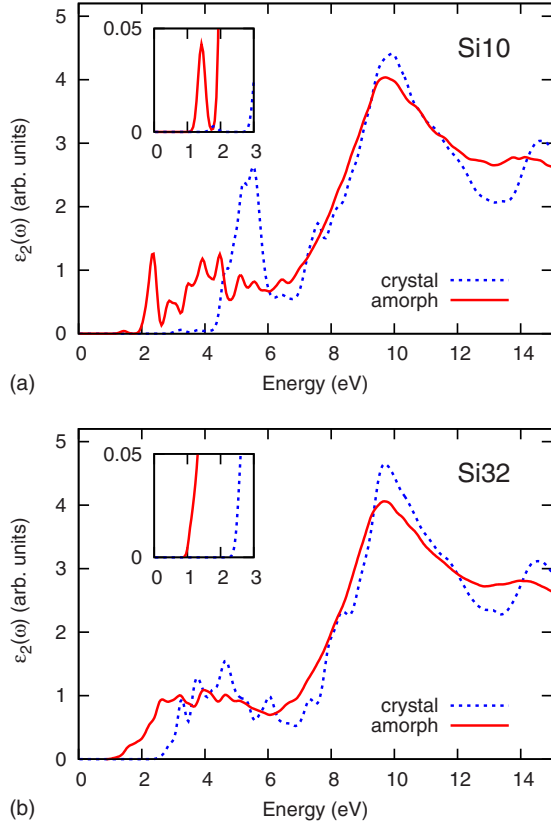 0.05
0
0 1 2 3
Si10
crystal
amorph
5
4
3
2
1
0
ε2(ω) (arb. units)
0 2 4 6 8 10 12 14
(a)
Energy (eV)
0.05
0
0 1 2 3
Si32
crystal
amorph
5
4
3
2
1
0
ε2(ω) (arb. units)
0 2 4 6 8 10 12 14
(b)
Energy (eV)